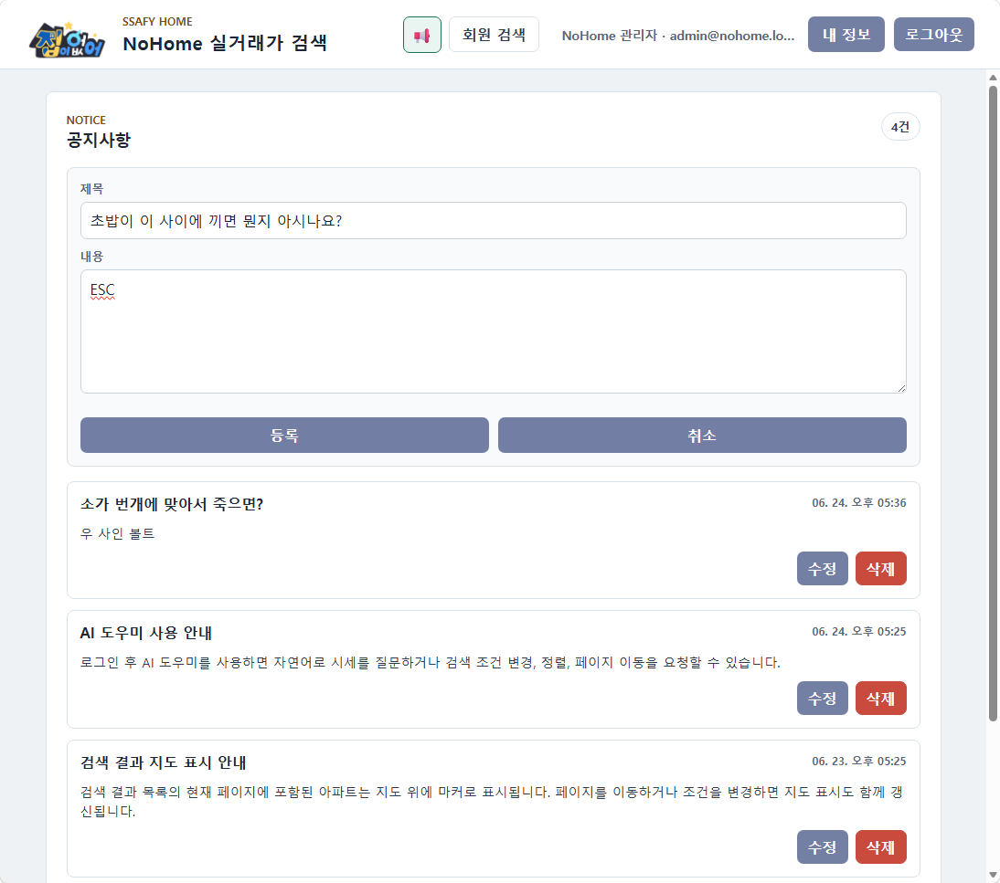 집이 없어
SSAFY HOME
NoHome 실거래가 검색
회원 검색
NoHome 관리자 · admin@nohome.lo...
내 정보
로그아웃
NOTICE
공지사항
4건
제목
초밥이 이 사이에 끼면 뭔지 아시나요?
내용
ESC
등록
취소
소가 번개에 맞아서 죽으면?
06. 24. 오후 05:36
우 사인 볼트
수정
삭제
AI 도우미 사용 안내
06. 24. 오후 05:25
로그인 후 AI 도우미를 사용하면 자연어로 시세를 질문하거나 검색 조건 변경, 정렬, 페이지 이동을 요청할 수 있습니다.
수정
삭제
검색 결과 지도 표시 안내
06. 23. 오후 05:25
검색 결과 목록의 현재 페이지에 포함된 아파트는 지도 위에 마커로 표시됩니다. 페이지를 이동하거나 조건을 변경하면 지도 표시도 함께 갱
신됩니다.
수정
삭제